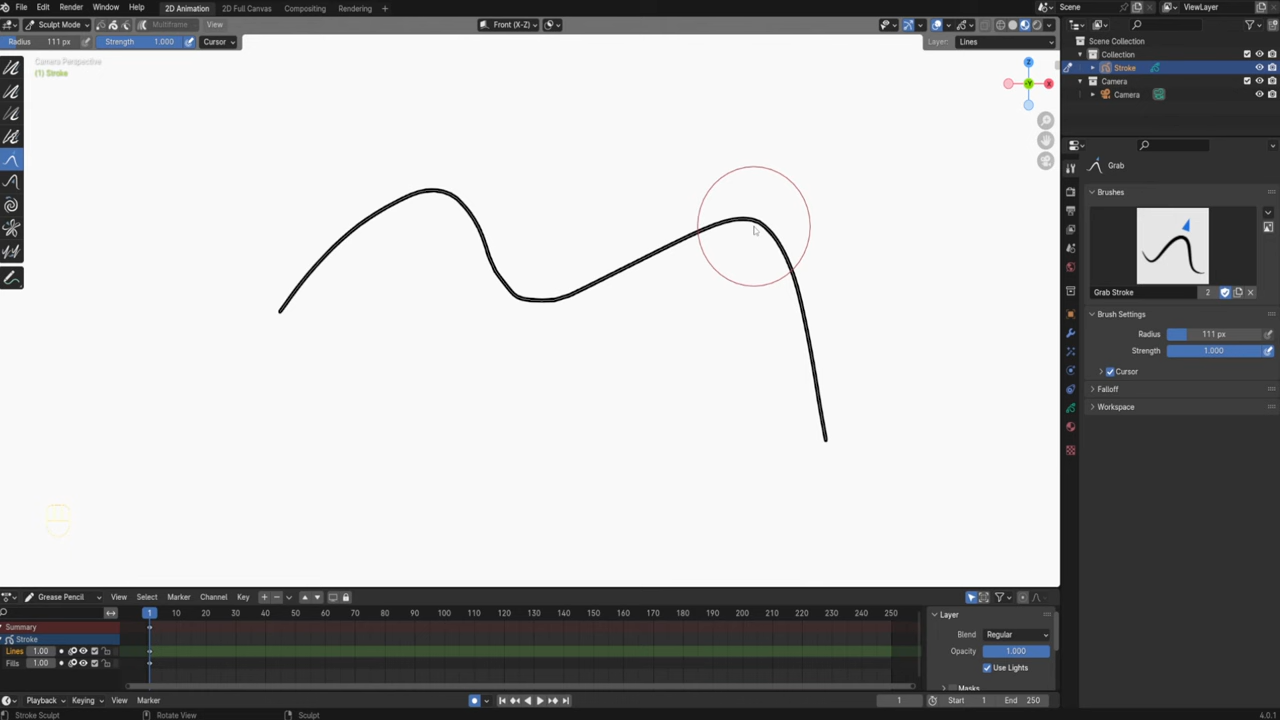 File Edit Render Window Help 2D Animation 2D Full Canvas Compositing Rendering + Scene ViewLayer
Sculpt Mode Multiframe View Front (X-Z)
Radius 111 px Strength 1.000 Cursor Layer: Lines
Camera Perspective
(1) Stroke
Z
Y
X
Scene Collection
Collection
Stroke
Camera
Camera
Grab
Brushes
Grab Stroke 2
Brush Settings
Radius 111 px
Strength 1.000
Cursor
Falloff
Workspace
Grease Pencil View Select Marker Channel Key
1 10 20 30 40 50 60 70 80 90 100 110 120 130 140 150 160 170 180 190 200 210 220 230 240 250
Summary
Stroke
Lines 1.00
Fills 1.00
Layer
Blend Regular
Opacity 1.000
Use Lights
Masks
Playback Keying View Marker 1 Start 1 End 250
Stroke Sculpt Rotate View Sculpt 4.0.1